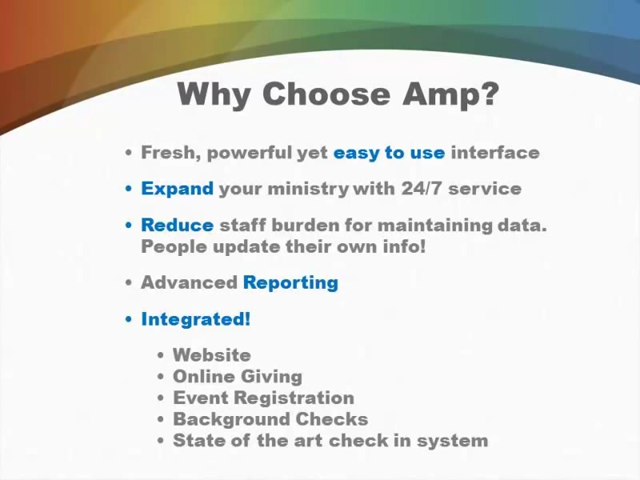 Why Choose Amp?
• Fresh, powerful yet easy to use interface
• Expand your ministry with 24/7 service
• Reduce staff burden for maintaining data.
People update their own info!
• Advanced Reporting
• Integrated!
• Website
• Online Giving
• Event Registration
• Background Checks
• State of the art check in system